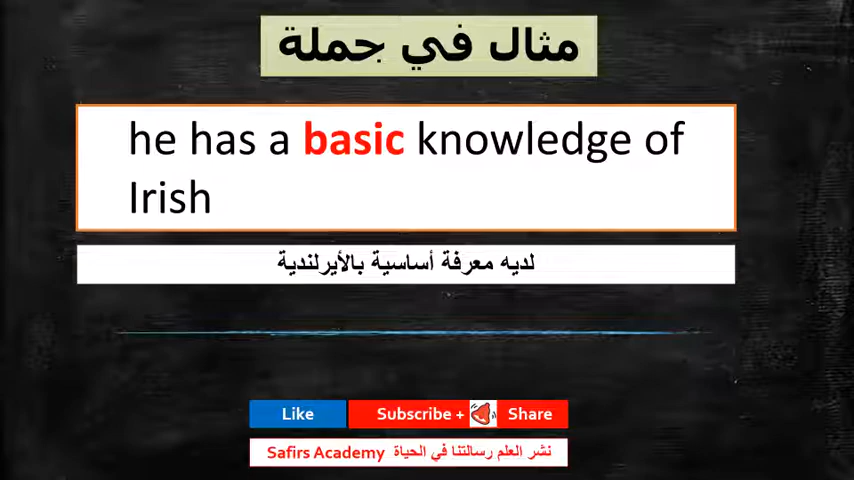 مثال في جملة
he has a basic knowledge of
Irish
لديه معرفة أساسية بالأيرلندية
Like
Subscribe + Share
Safirs Academy نشر العلم رسالتنا في الحياة